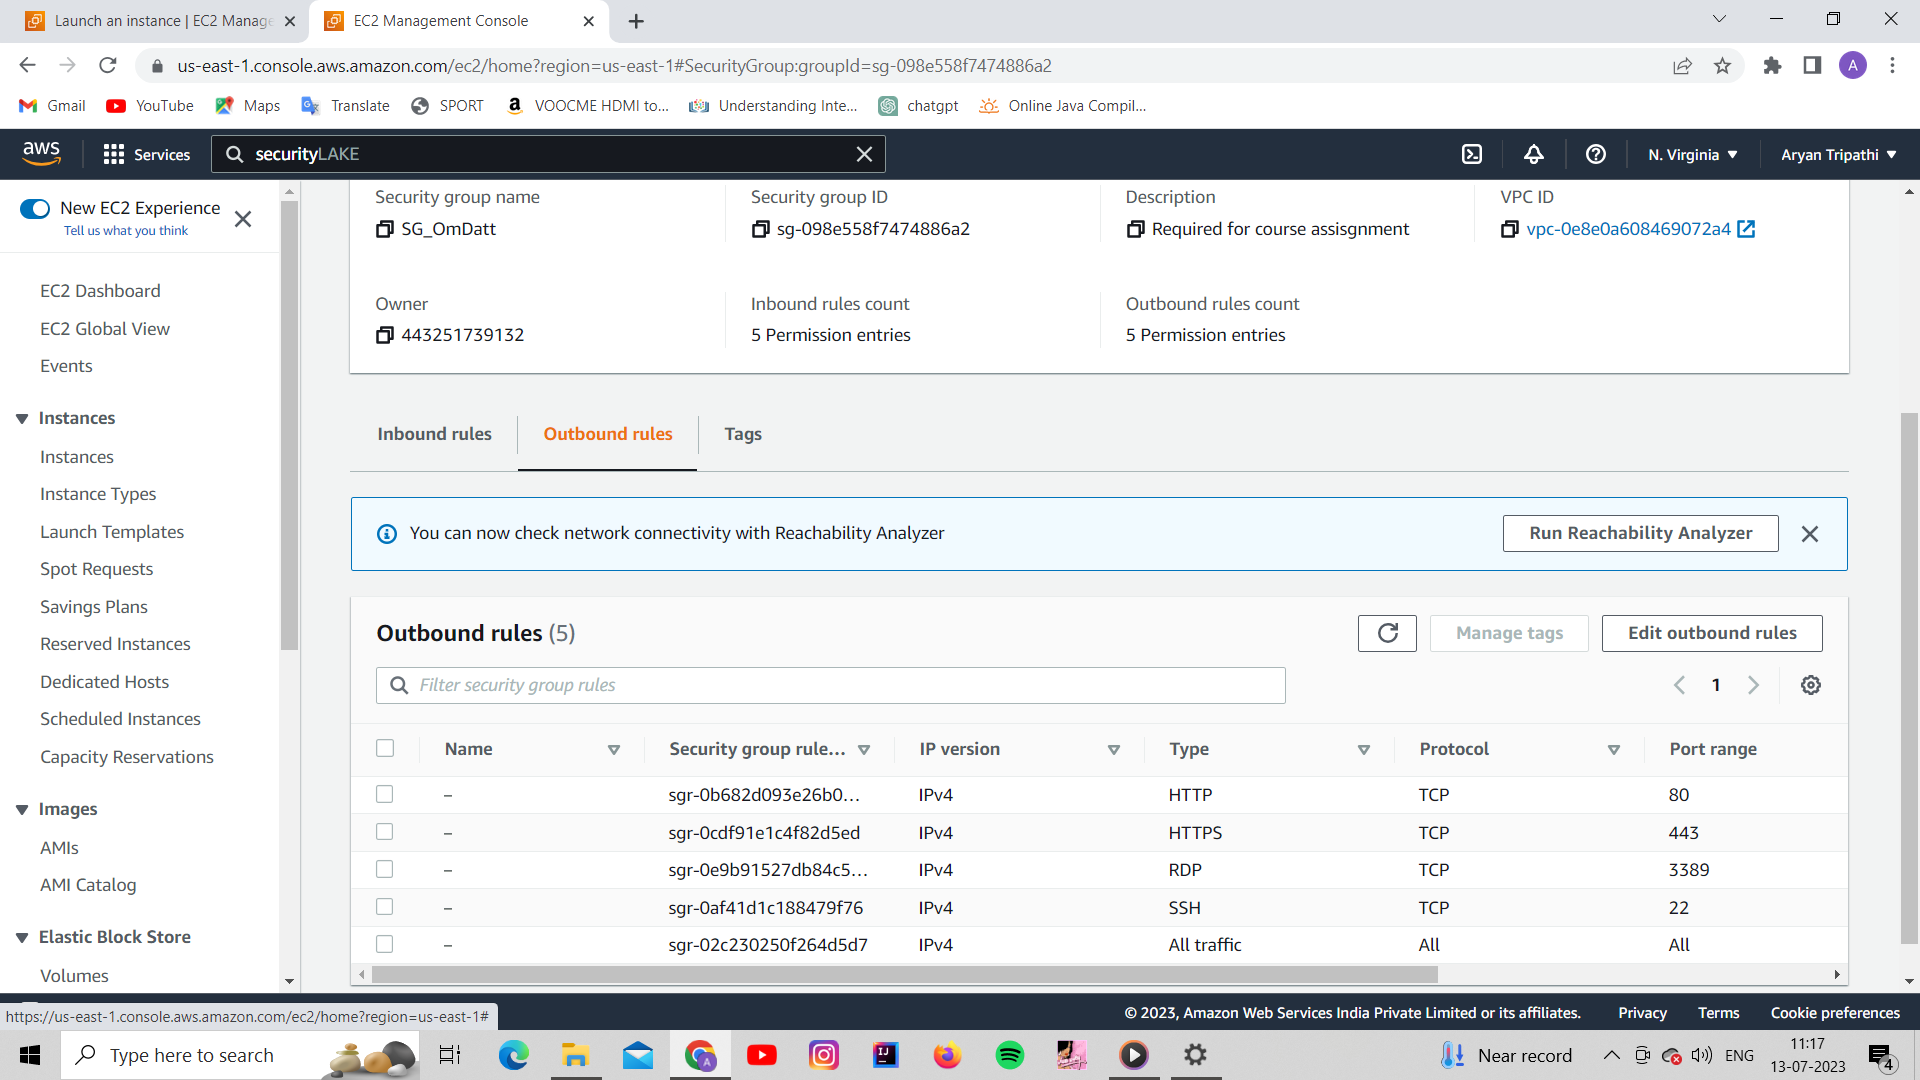 Launch an instance | EC2 Manage
EC2 Management Console
us-east-1.console.aws.amazon.com/ec2/home?region=us-east-1#SecurityGroup:groupId=sg-098e558f7474886a2
A
Gmail
YouTube
Maps
Translate
SPORT
VOOCME HDMI to...
Understanding Inte...
chatgpt
Online Java Compil...
aws
Services
securityLAKE
N. Virginia
Aryan Tripathi
New EC2 Experience
Tell us what you think
EC2 Dashboard
EC2 Global View
Events
Instances
Instances
Instance Types
Launch Templates
Spot Requests
Savings Plans
Reserved Instances
Dedicated Hosts
Scheduled Instances
Capacity Reservations
Images
AMIs
AMI Catalog
Elastic Block Store
Volumes
Security group name
SG_OmDatt
Security group ID
sg-098e558f7474886a2
Description
Required for course assisgnment
VPC ID
vpc-0e8e0a608469072a4
Owner
443251739132
Inbound rules count
5 Permission entries
Outbound rules count
5 Permission entries
Inbound rules
Outbound rules
Tags
You can now check network connectivity with Reachability Analyzer
Run Reachability Analyzer
Outbound rules (5)
Manage tags
Edit outbound rules
Filter security group rules
1
Name Security group rule... IP version Type Protocol Port range
– sgr-0b682d093e26b0... IPv4 HTTP TCP 80
– sgr-0cdf91e1c4f82d5ed IPv4 HTTPS TCP 443
– sgr-0e9b91527db84c5... IPv4 RDP TCP 3389
– sgr-0af41d1c188479f76 IPv4 SSH TCP 22
– sgr-02c230250f264d5d7 IPv4 All traffic All All
https://us-east-1.console.aws.amazon.com/ec2/home?region=us-east-1#
© 2023, Amazon Web Services India Private Limited or its affiliates.
Privacy
Terms
Cookie preferences
Type here to search
A
IJ
Near record
ENG
11:17
13-07-2023
4